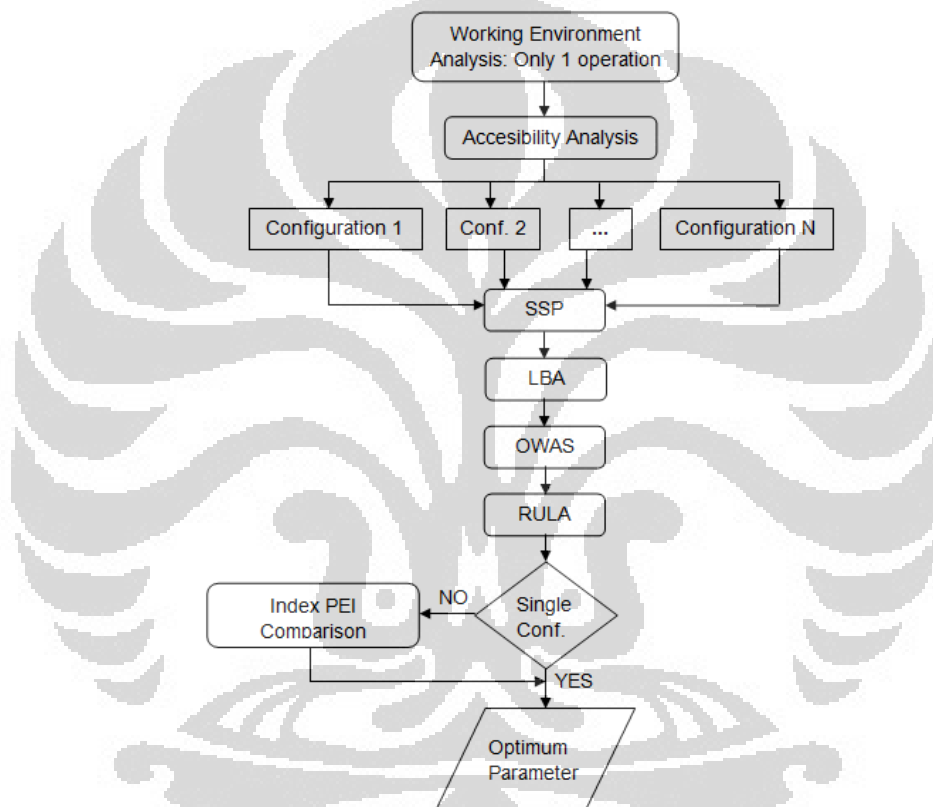 Working Environment
Analysis: Only 1 operation
Accesibility Analysis
Configuration 1
Conf. 2
...
Configuration N
SSP
LBA
OWAS
RULA
Single
Conf.
NO
Index PEI
Comparison
YES
Optimum
Parameter